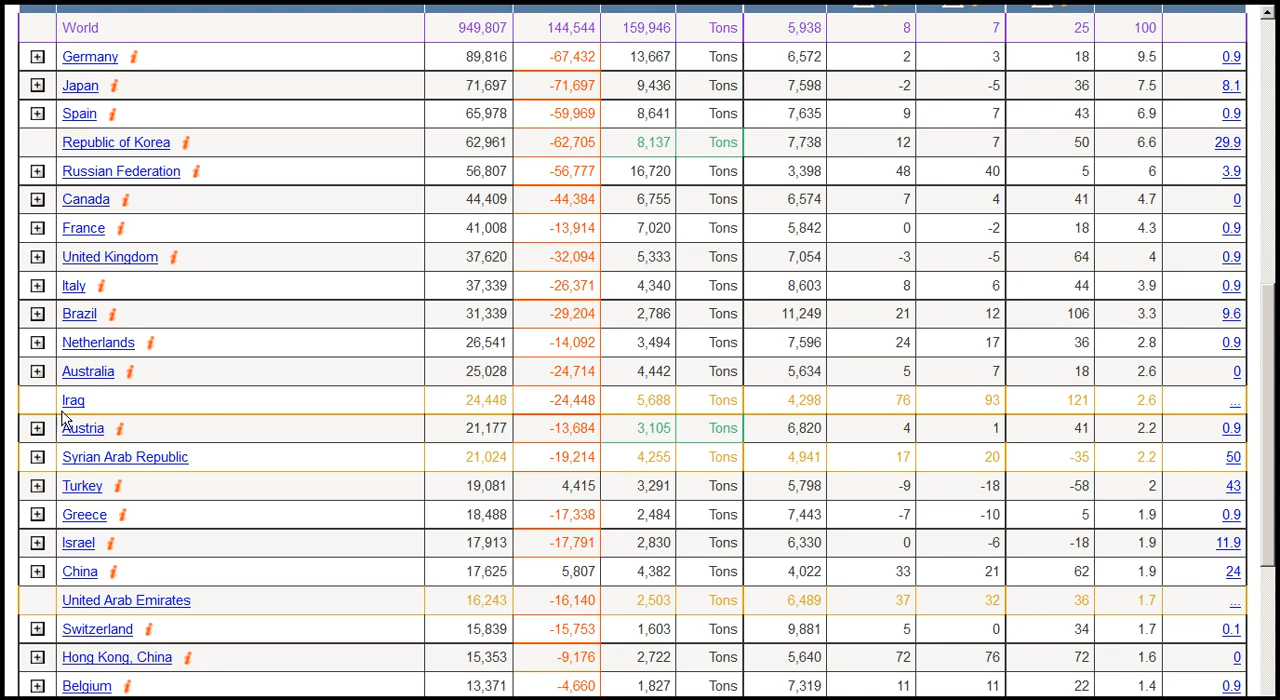 World 949,807 144,544 159,946 Tons 5,938 8 7 25 100
Germany i 89,816 -67,432 13,667 Tons 6,572 2 3 18 9.5 0.9
Japan i 71,697 -71,697 9,436 Tons 7,598 -2 -5 36 7.5 8.1
Spain i 65,978 -59,969 8,641 Tons 7,635 9 7 43 6.9 0.9
Republic of Korea i 62,961 -62,705 8,137 Tons 7,738 12 7 50 6.6 29.9
Russian Federation i 56,807 -56,777 16,720 Tons 3,398 48 40 5 6 3.9
Canada i 44,409 -44,384 6,755 Tons 6,574 7 4 41 4.7 0
France i 41,008 -13,914 7,020 Tons 5,842 0 -2 18 4.3 0.9
United Kingdom i 37,620 -32,094 5,333 Tons 7,054 -3 -5 64 4 0.9
Italy i 37,339 -26,371 4,340 Tons 8,603 8 6 44 3.9 0.9
Brazil i 31,339 -29,204 2,786 Tons 11,249 21 12 106 3.3 9.6
Netherlands i 26,541 -14,092 3,494 Tons 7,596 24 17 36 2.8 0.9
Australia i 25,028 -24,714 4,442 Tons 5,634 5 7 18 2.6 0
Iraq 24,448 -24,448 5,688 Tons 4,298 76 93 121 2.6 ...
Austria i 21,177 -13,684 3,105 Tons 6,820 4 1 41 2.2 0.9
Syrian Arab Republic 21,024 -19,214 4,255 Tons 4,941 17 20 -35 2.2 50
Turkey i 19,081 4,415 3,291 Tons 5,798 -9 -18 -58 2 43
Greece i 18,488 -17,338 2,484 Tons 7,443 -7 -10 5 1.9 0.9
Israel i 17,913 -17,791 2,830 Tons 6,330 0 -6 -18 1.9 11.9
China i 17,625 5,807 4,382 Tons 4,022 33 21 62 1.9 24
United Arab Emirates 16,243 -16,140 2,503 Tons 6,489 37 32 36 1.7 ...
Switzerland i 15,839 -15,753 1,603 Tons 9,881 5 0 34 1.7 0.1
Hong Kong, China i 15,353 -9,176 2,722 Tons 5,640 72 76 72 1.6 0
Belgium i 13,371 -4,660 1,827 Tons 7,319 11 11 22 1.4 0.9